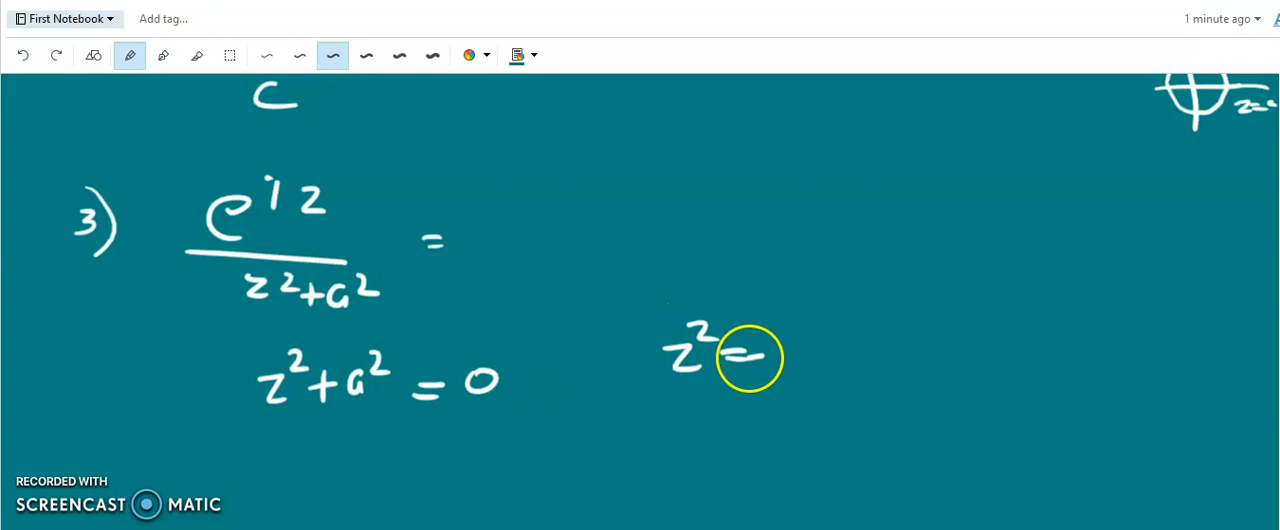 First Notebook Add tag... 1 minute ago
C
z=
3) e^{iz} / z²+a² =
z²+a² = 0 z² =
RECORDED WITH
SCREENCAST MATIC